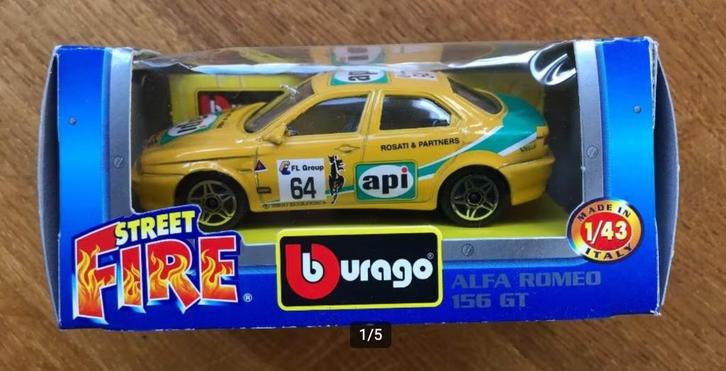 api
ROSATI & PARTNERS
FL Group
64
api
STREET
FIRE®
burago®
ALFA ROMEO
156 GT
MADE IN
1/43
ITALY
1/5